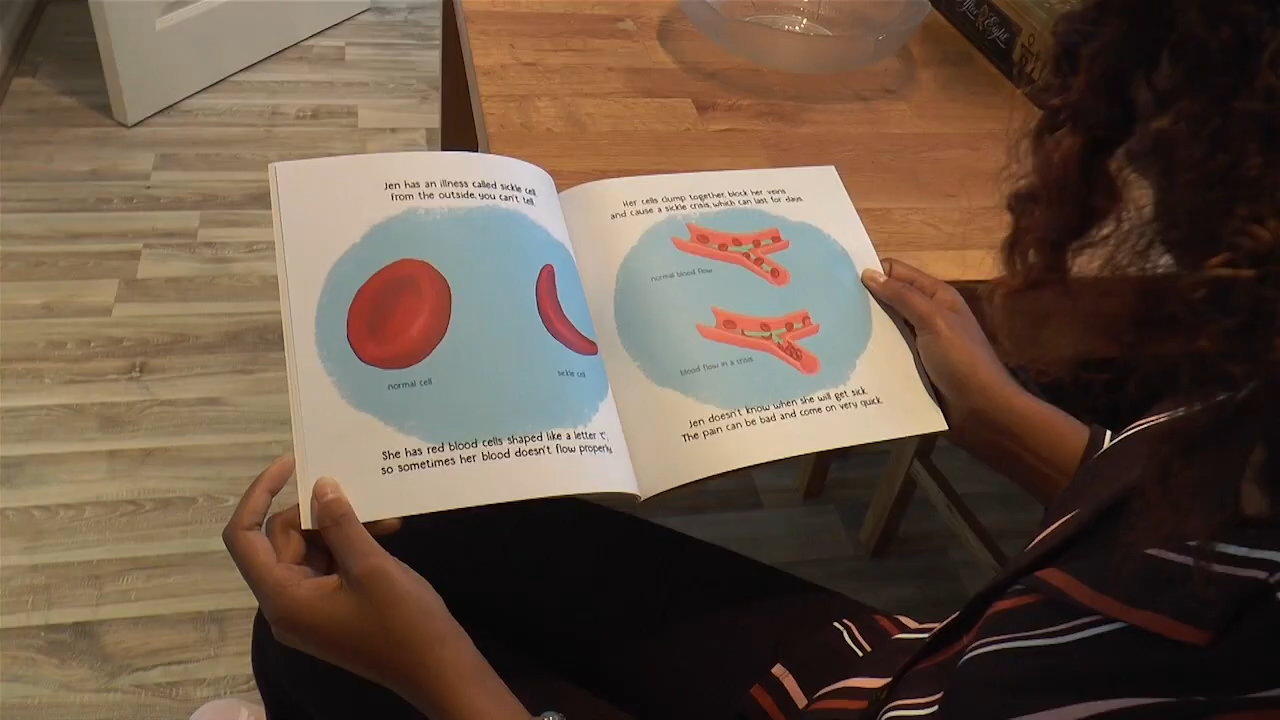 Jen has an illness called sickle cell,
from the outside, you can't tell.
normal cell
sickle cell
She has red blood cells shaped like a letter 'c',
so sometimes her blood doesn't flow properly.
Her cells clump together, block her veins
and cause a sickle crisis, which can last for days.
normal blood flow
blood flow in a crisis
Jen doesn't know when she will get sick.
The pain can be bad and come on very quick.
After Eight